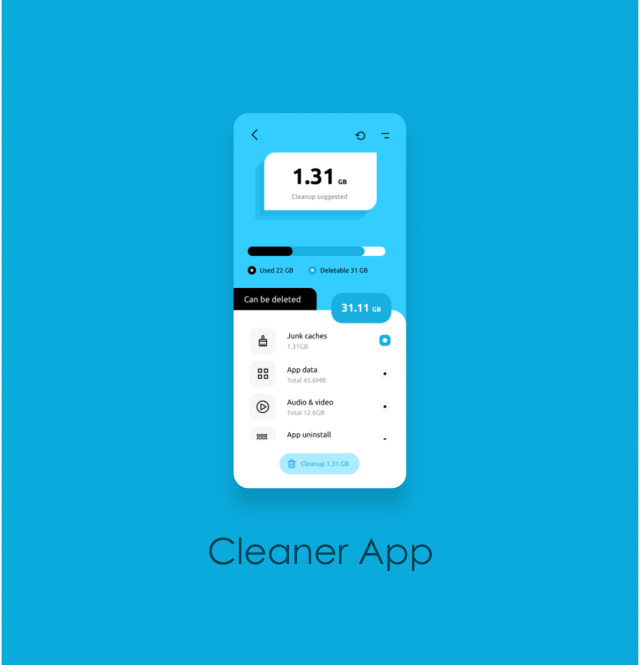 1.31 GB
Cleanup suggested
Used 22 GB Deletable 31 GB
Can be deleted
31.11 GB
Junk caches
1.31GB
App data
Total 45.6MB
Audio & video
Total 12.6GB
App uninstall
Cleanup 1.31 GB
Cleaner App